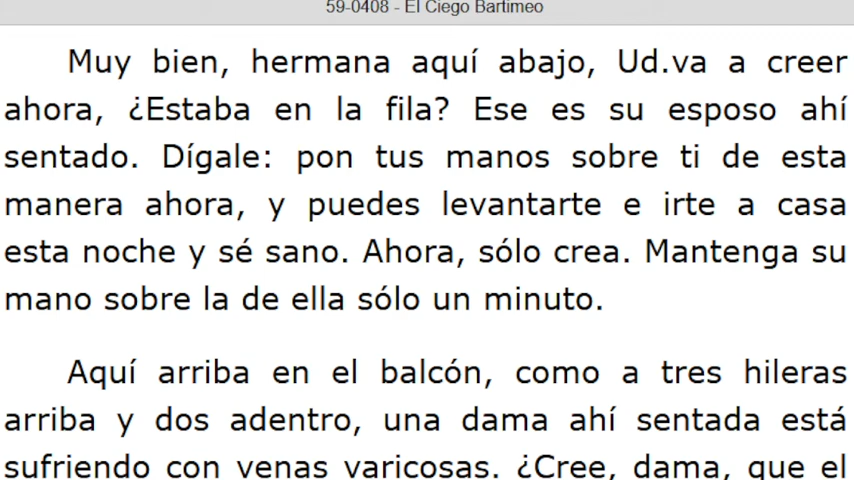 59-0408 - El Ciego Bartimeo
Muy bien, hermana aquí abajo, Ud.va a creer
ahora, ¿Estaba en la fila? Ese es su esposo ahí
sentado. Dígale: pon tus manos sobre ti de esta
manera ahora, y puedes levantarte e irte a casa
esta noche y sé sano. Ahora, sólo crea. Mantenga su
mano sobre la de ella sólo un minuto.
Aquí arriba en el balcón, como a tres hileras
arriba y dos adentro, una dama ahí sentada está
sufriendo con venas varicosas. ¿Cree, dama, que el